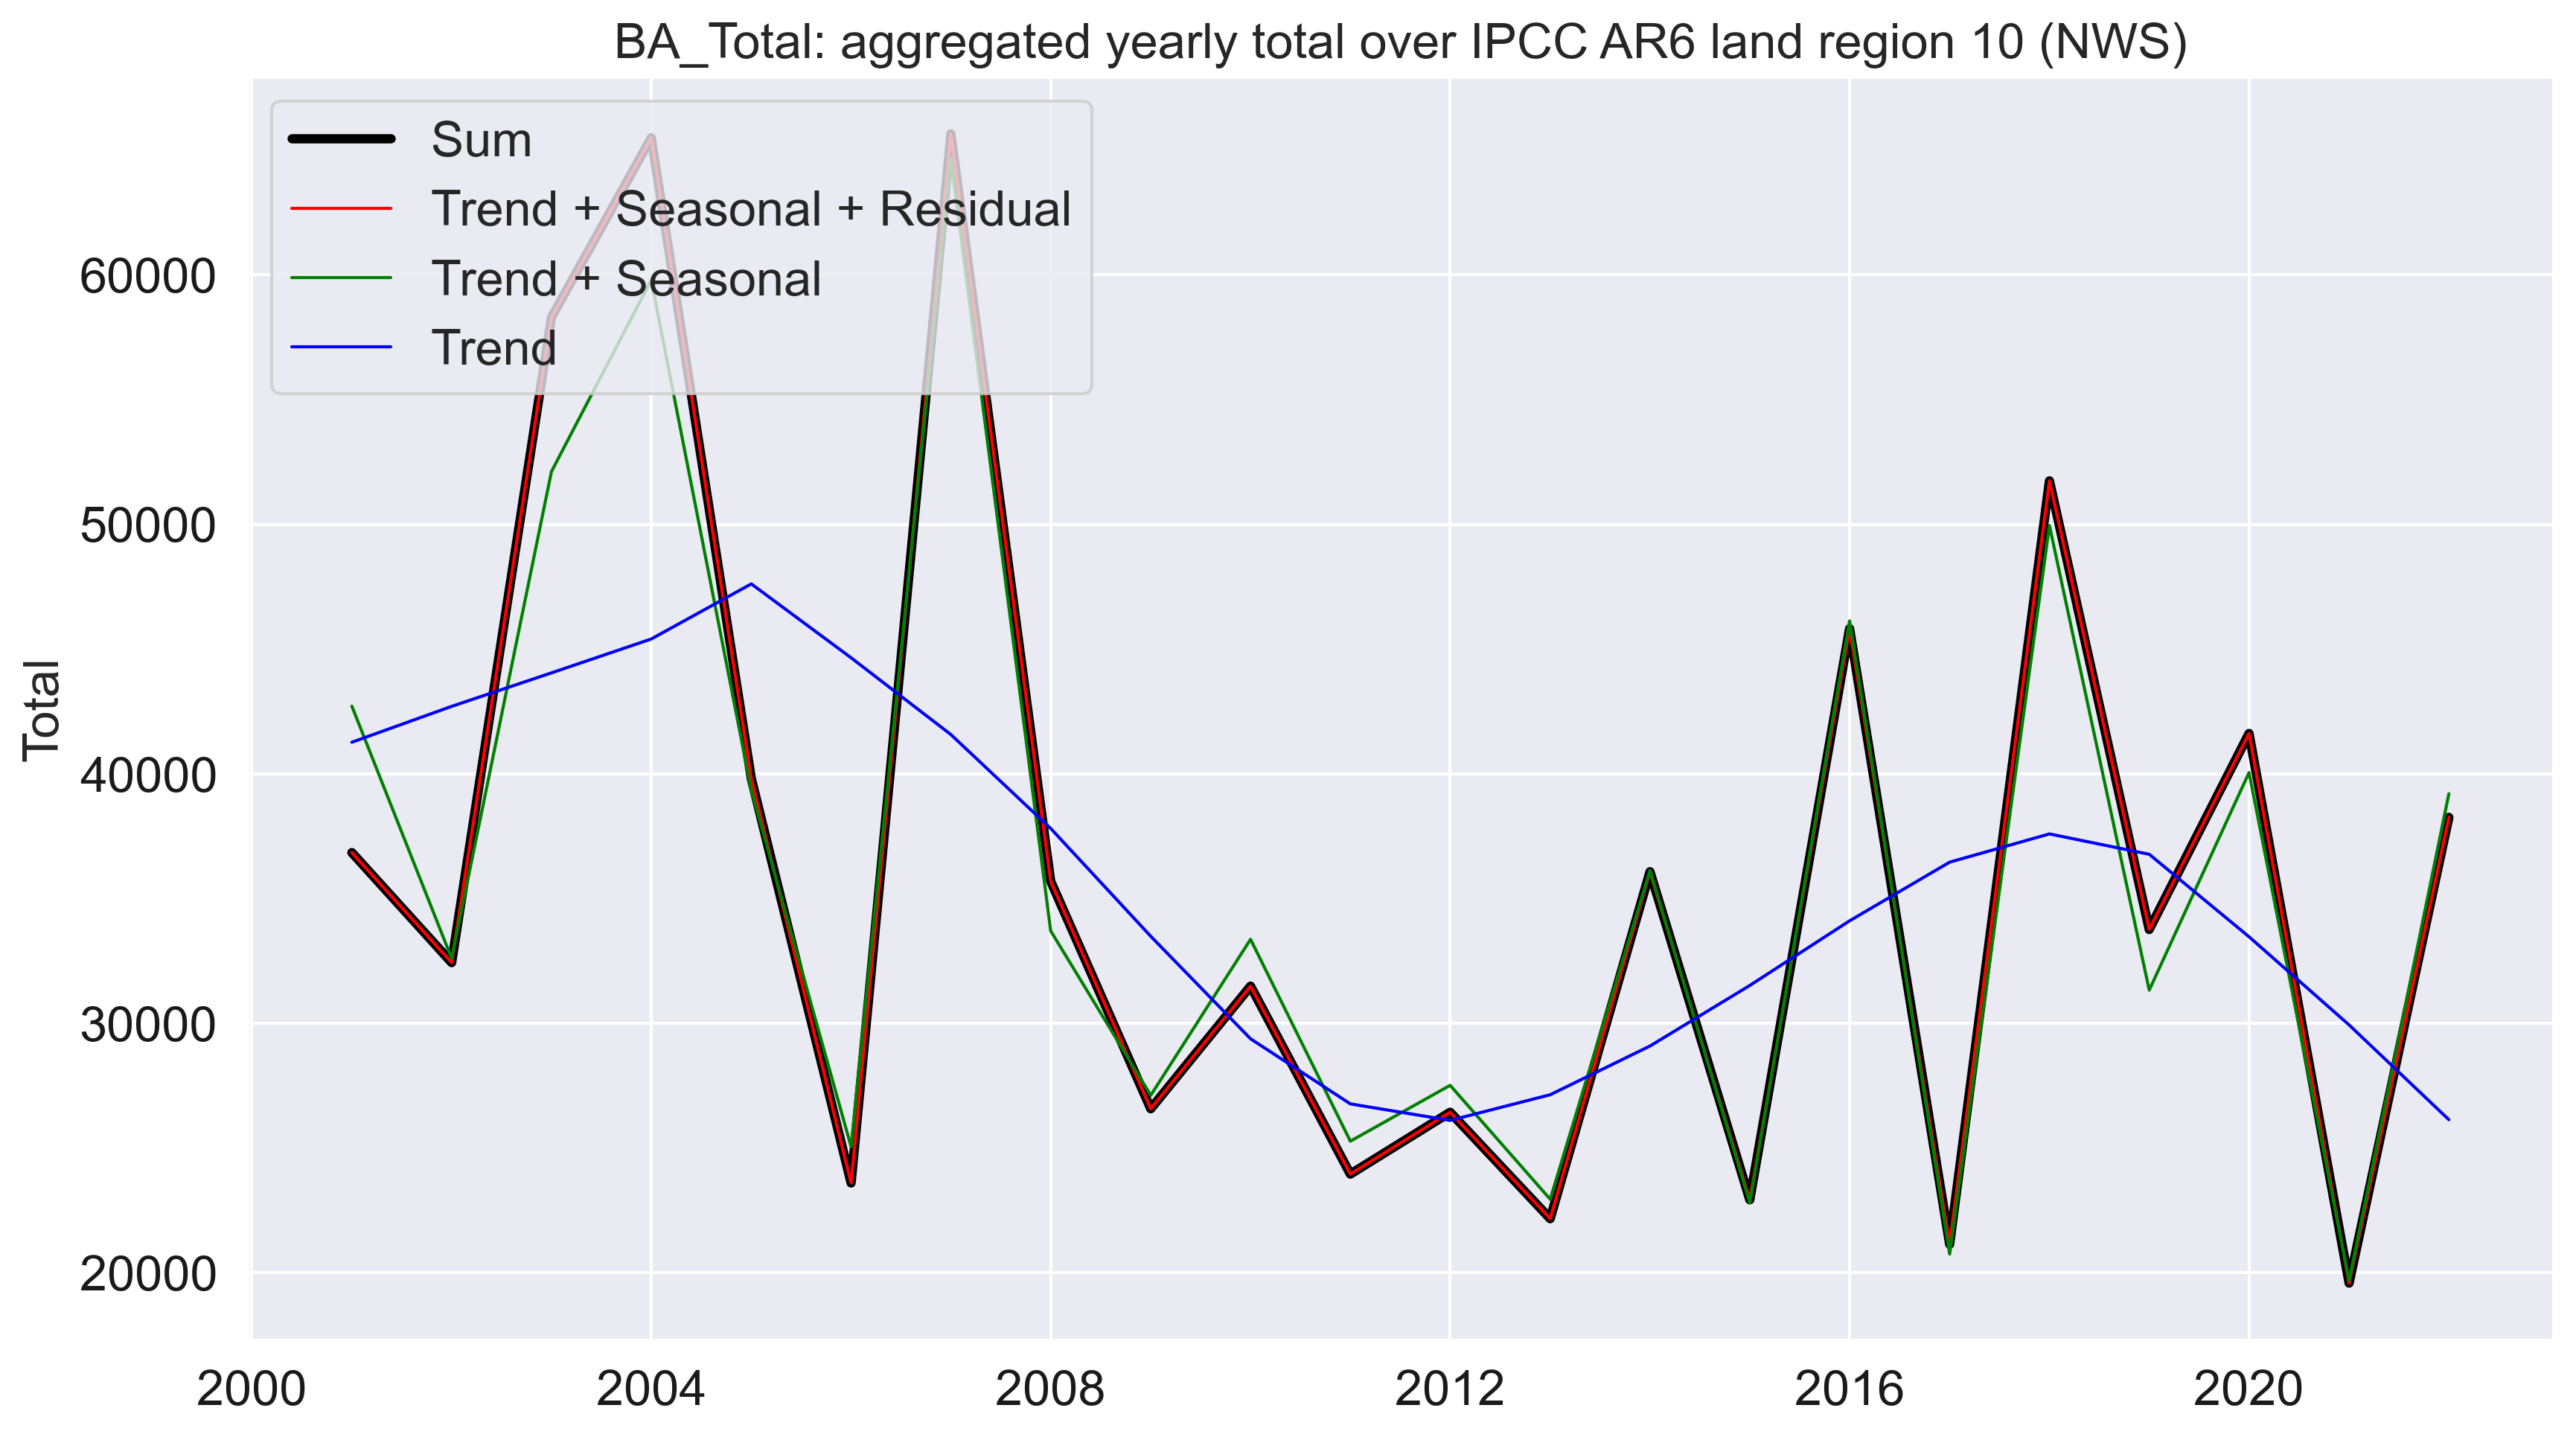 BA_Total: aggregated yearly total over IPCC AR6 land region 10 (NWS)
Sum
Trend + Seasonal + Residual
Trend + Seasonal
Trend
Total
60000
50000
40000
30000
20000
2000 2004 2008 2012 2016 2020